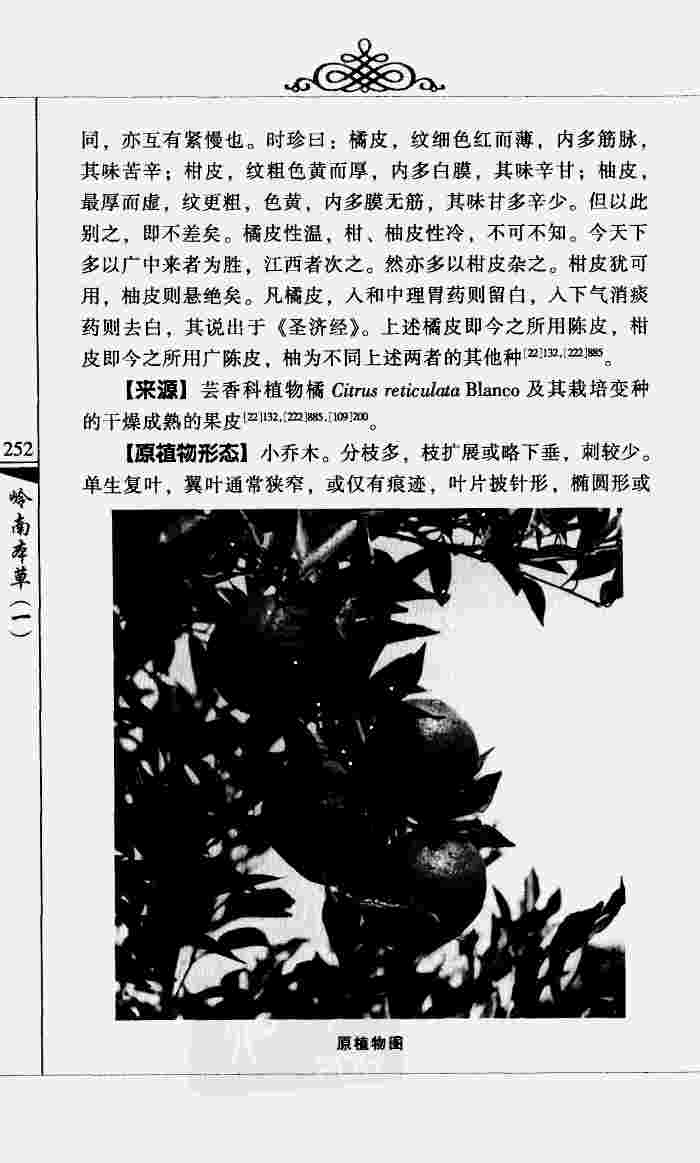 同，亦互有紧慢也。时珍曰：橘皮，纹细色红而薄，内多筋脉，
其味苦辛；柑皮，纹粗色黄而厚，内多白膜，其味辛甘；柚皮，
最厚而虚，纹更粗，色黄，内多膜无筋，其味甘多辛少。但以此
别之，即不差矣。橘皮性温，柑、柚皮性冷，不可不知。今天下
多以广中来者为胜，江西者次之。然亦多以柑皮杂之。柑皮犹可
用，柚皮则悬绝矣。凡橘皮，入和中理胃药则留白，入下气消痰
药则去白，其说出于《圣济经》。上述橘皮即今之所用陈皮，柑
皮即今之所用广陈皮，柚为不同上述两者的其他种[22]132,[222]885。
【来源】芸香科植物橘 Citrus reticulata Blanco 及其栽培变种
的干燥成熟的果皮[22]132,[222]885,[109]200。
【原植物形态】小乔木。分枝多，枝扩展或略下垂，刺较少。
单生复叶，翼叶通常狭窄，或仅有痕迹，叶片披针形，椭圆形或
252
岭南本草（一）
原植物图